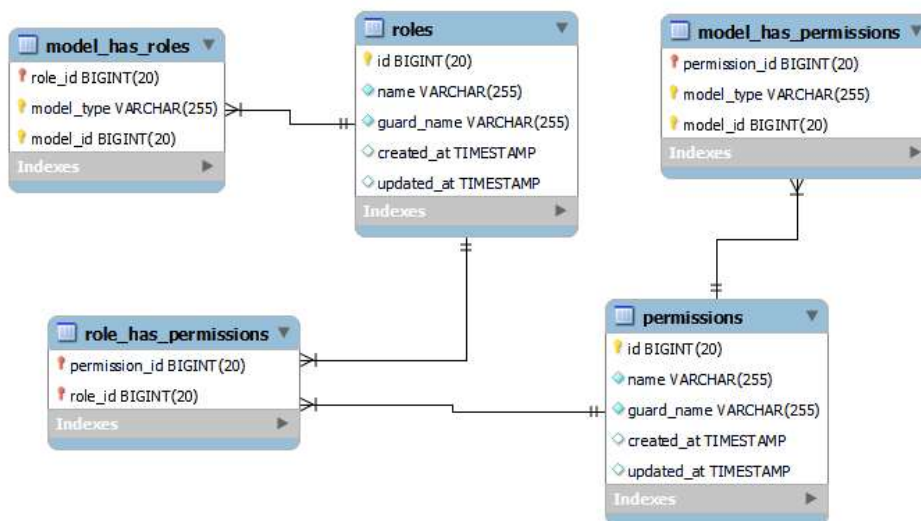 model_has_roles
role_id BIGINT(20)
model_type VARCHAR(255)
model_id BIGINT(20)
Indexes
roles
id BIGINT(20)
name VARCHAR(255)
guard_name VARCHAR(255)
created_at TIMESTAMP
updated_at TIMESTAMP
Indexes
model_has_permissions
permission_id BIGINT(20)
model_type VARCHAR(255)
model_id BIGINT(20)
Indexes
role_has_permissions
permission_id BIGINT(20)
role_id BIGINT(20)
Indexes
permissions
id BIGINT(20)
name VARCHAR(255)
guard_name VARCHAR(255)
created_at TIMESTAMP
updated_at TIMESTAMP
Indexes